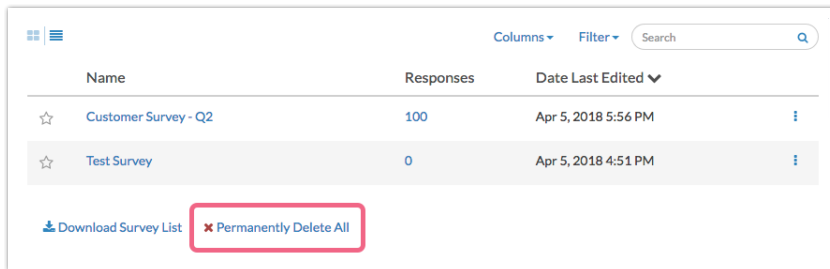 Columns Filter Search
Name Responses Date Last Edited
Customer Survey - Q2 100 Apr 5, 2018 5:56 PM
Test Survey 0 Apr 5, 2018 4:51 PM
Download Survey List Permanently Delete All